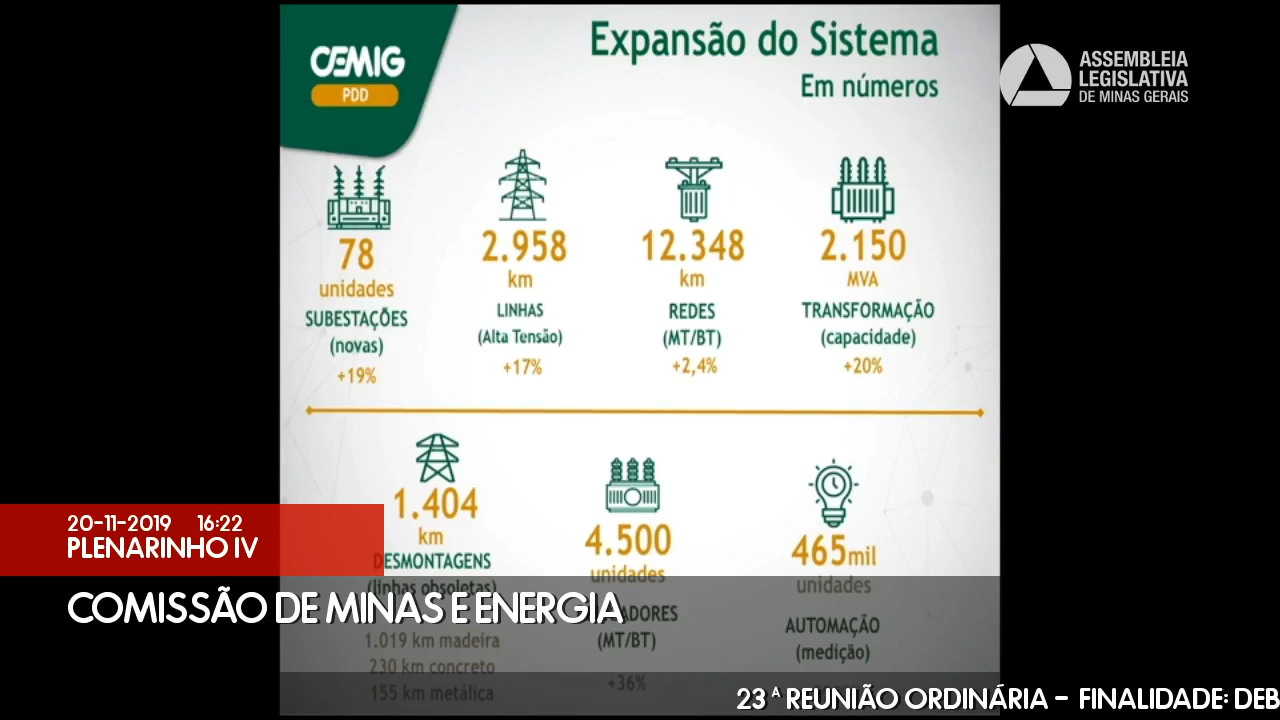 CEMIG
PDD
Expansão do Sistema
Em números
ASSEMBLEIA
LEGISLATIVA
DE MINAS GERAIS
78
unidades
SUBESTAÇÕES
(novas)
+19%
2.958
km
LINHAS
(Alta Tensão)
+17%
12.348
km
REDES
(MT/BT)
+2,4%
2.150
MVA
TRANSFORMAÇÃO
(capacidade)
+20%
1.404
km
DESMONTAGENS
(linhas obsoletas)
1.019 km madeira
230 km concreto
155 km metálica
4.500
unidades
(MT/BT)
+36%
465mil
unidades
AUTOMAÇÃO
(medição)
20-11-2019 16:22
PLENARINHO IV
COMISSÃO DE MINAS E ENERGIA
23ª REUNIÃO ORDINÁRIA - FINALIDADE: DEB